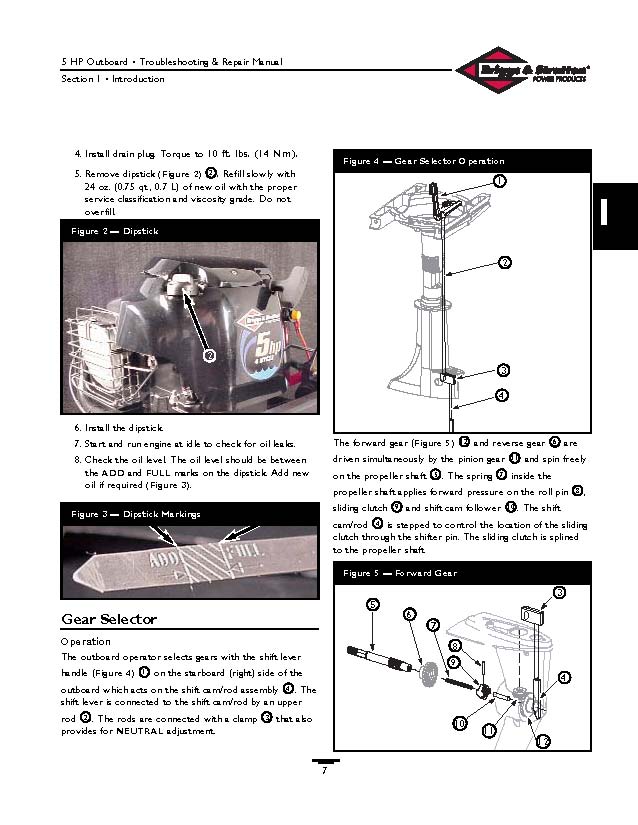 5 HP Outboard • Troubleshooting & Repair Manual
Section 1 • Introduction
Briggs & Stratton
POWER PRODUCTS
4. Install drain plug. Torque to 10 ft. lbs. (14 Nm).
5. Remove dipstick (Figure 2) 2. Refill slowly with
24 oz. (0.75 qt., 0.7 L) of new oil with the proper
service classification and viscosity grade. Do not
overfill.
Figure 2 — Dipstick
Briggs & Stratton
5 hp
4 CYCLE
2
6. Install the dipstick.
7. Start and run engine at idle to check for oil leaks.
8. Check the oil level. The oil level should be between
the ADD and FULL marks on the dipstick. Add new
oil if required (Figure 3).
Figure 3 — Dipstick Markings
ADD FULL
Gear Selector
Operation
The outboard operator selects gears with the shift lever
handle (Figure 4) 1 on the starboard (right) side of the
outboard which acts on the shift cam/rod assembly 4. The
shift lever is connected to the shift cam/rod by an upper
rod 2. The rods are connected with a clamp 3 that also
provides for NEUTRAL adjustment.
Figure 4 — Gear Selector Operation
1
2
3
4
1
The forward gear (Figure 5) 12 and reverse gear 6 are
driven simultaneously by the pinion gear 11 and spin freely
on the propeller shaft 5. The spring 7 inside the
propeller shaft applies forward pressure on the roll pin 8,
sliding clutch 9 and shift cam follower 10. The shift
cam/rod 4 is stepped to control the location of the sliding
clutch through the shifter pin. The sliding clutch is splined
to the propeller shaft.
Figure 5 — Forward Gear
3
5
6
7
8
9
4
10
11
12
7